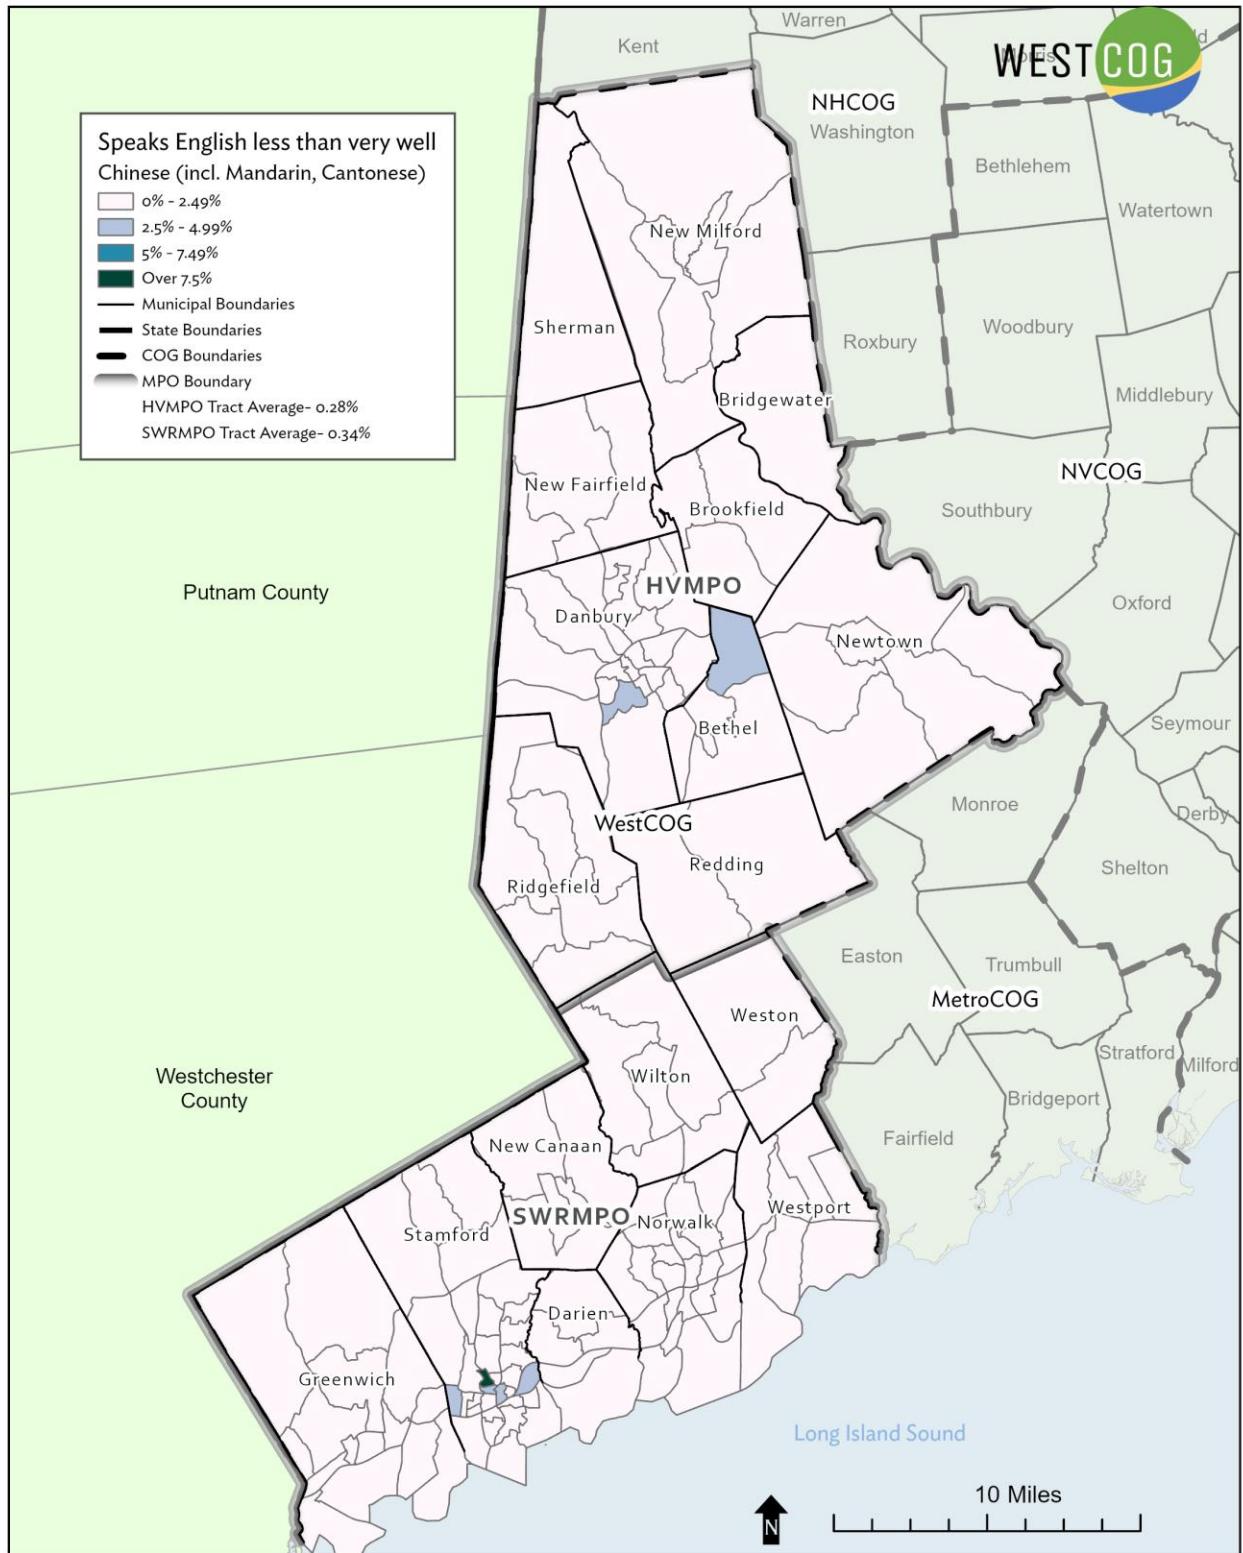 Warren
Kent
Morris
ld
WESTCOG
NHCOG
Washington
Bethlehem
Watertown
Speaks English less than very well
Chinese (incl. Mandarin, Cantonese)
0% - 2.49%
2.5% - 4.99%
5% - 7.49%
Over 7.5%
Municipal Boundaries
State Boundaries
COG Boundaries
MPO Boundary
HVMPO Tract Average- 0.28%
SWRMPO Tract Average- 0.34%
New Milford
Sherman
Woodbury
Roxbury
Bridgewater
Middlebury
NVCOG
New Fairfield
Brookfield
Southbury
HVMPO
Putnam County
Oxford
Danbury
Newtown
Bethel
Seymour
Monroe
Derby
WestCOG
Redding
Shelton
Ridgefield
Easton
Trumbull
MetroCOG
Weston
Stratford
Milford
Westchester
County
Wilton
Bridgeport
Fairfield
New Canaan
SWRMPO
Norwalk
Westport
Stamford
Darien
Greenwich
Long Island Sound
10 Miles
N